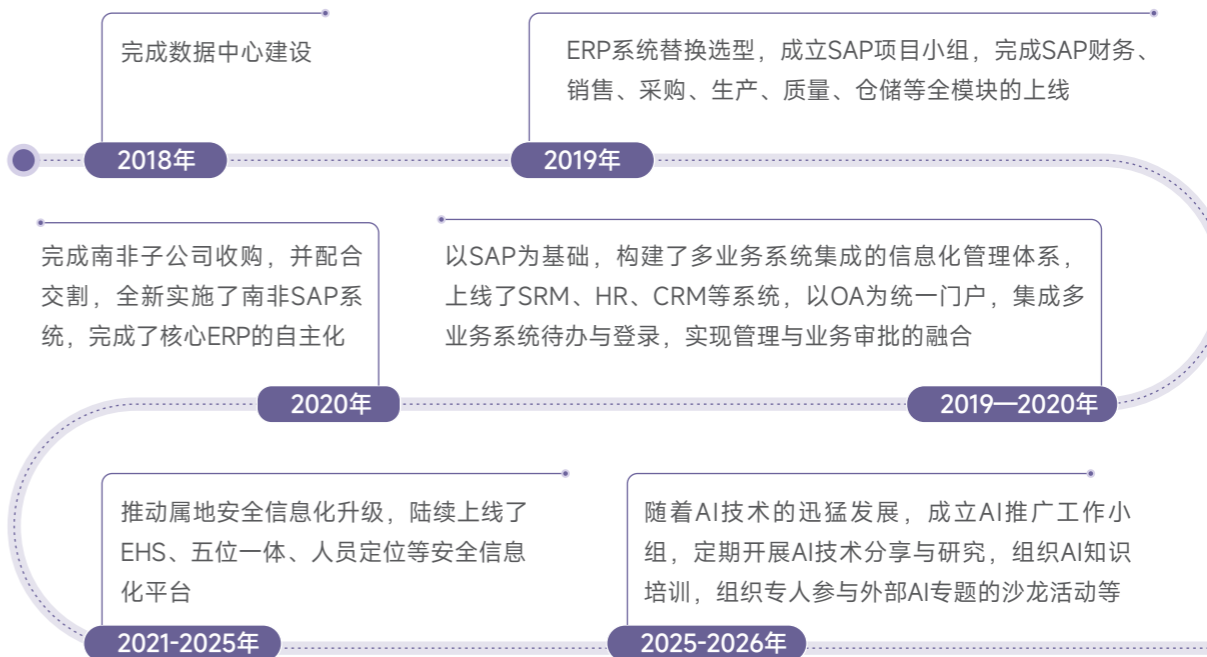 完成数据中心建设
2018年
ERP系统替换选型，成立SAP项目小组，完成SAP财务、
销售、采购、生产、质量、仓储等全模块的上线
2019年
以SAP为基础，构建了多业务系统集成的信息化管理体系，
上线了SRM、HR、CRM等系统，以OA为统一门户，集成多
业务系统待办与登录，实现管理与业务审批的融合
2019—2020年
完成南非子公司收购，并配合
交割，全新实施了南非SAP系
统，完成了核心ERP的自主化
2020年
推动属地安全信息化升级，陆续上线了
EHS、五位一体、人员定位等安全信息
化平台
2021-2025年
随着AI技术的迅猛发展，成立AI推广工作小
组，定期开展AI技术分享与研究，组织AI知识
培训，组织专人参与外部AI专题的沙龙活动等
2025-2026年